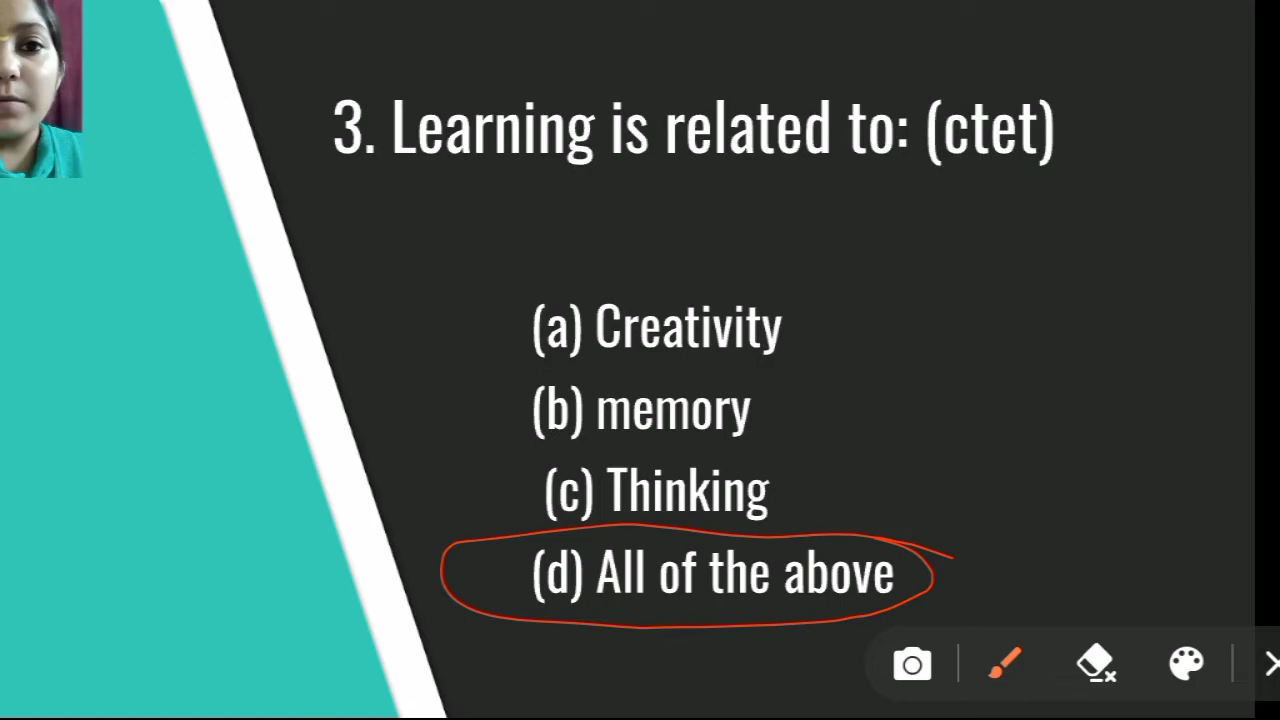 3. Learning is related to: (ctet)
(a) Creativity
(b) memory
(c) Thinking
(d) All of the above